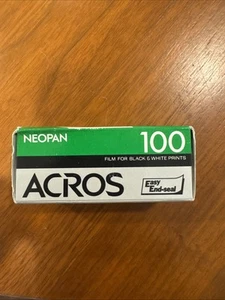 NEOPAN 100
FILM FOR BLACK & WHITE PRINTS
ACROS
Easy
End-seal